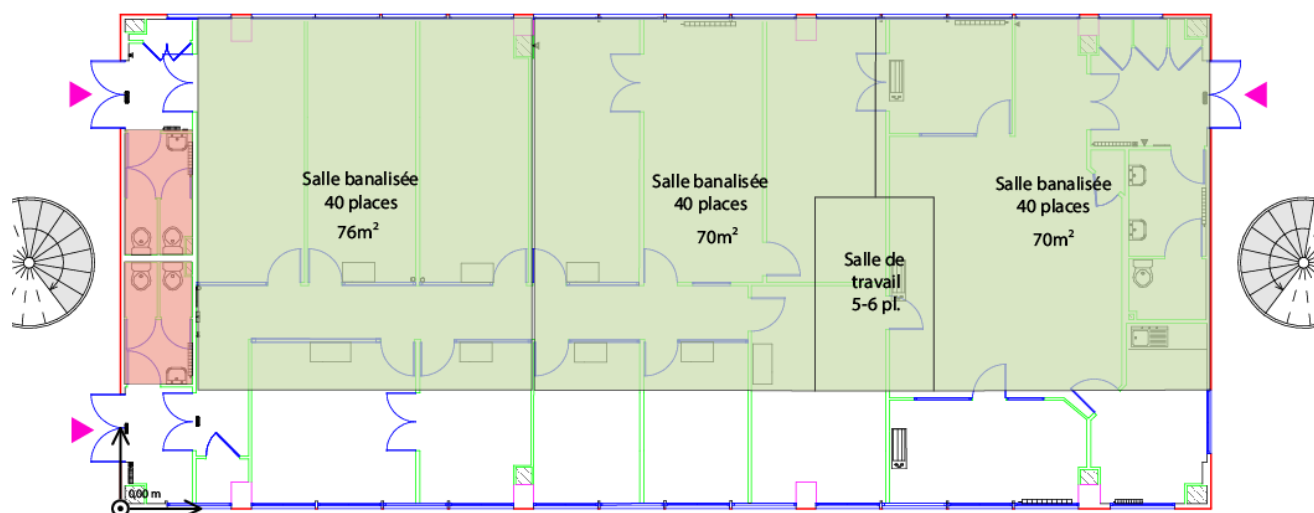 Salle banalisée
40 places
76m²
Salle banalisée
40 places
70m²
Salle de
travail
5-6 pl.
Salle banalisée
40 places
70m²
0,00 m